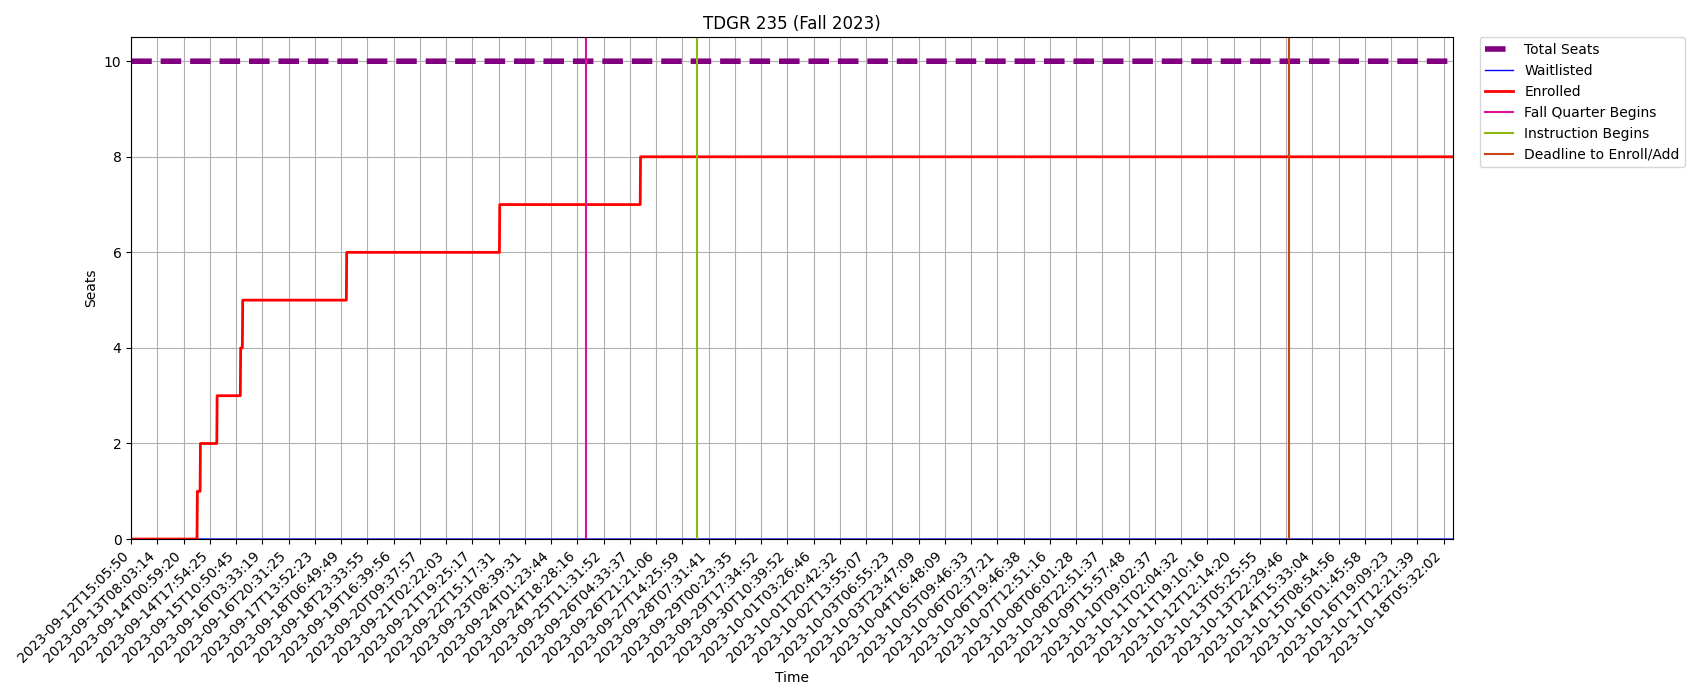 TDGR 235 (Fall 2023)
Total Seats
Waitlisted
Enrolled
Fall Quarter Begins
Instruction Begins
Deadline to Enroll/Add
10
8
6
4
2
0
Seats
2023-09-12T15:05:50
2023-09-13T08:03:14
2023-09-14T00:59:20
2023-09-14T17:54:25
2023-09-15T10:50:45
2023-09-16T03:33:19
2023-09-16T20:31:25
2023-09-17T13:52:23
2023-09-18T06:49:49
2023-09-18T23:33:55
2023-09-19T16:39:56
2023-09-20T09:37:57
2023-09-21T02:22:03
2023-09-21T19:25:17
2023-09-22T15:17:31
2023-09-23T08:39:31
2023-09-24T01:23:44
2023-09-24T18:28:16
2023-09-25T11:31:52
2023-09-26T04:33:37
2023-09-26T21:21:06
2023-09-27T14:25:59
2023-09-28T07:31:41
2023-09-29T00:23:35
2023-09-29T17:34:52
2023-09-30T10:39:52
2023-10-01T03:26:46
2023-10-01T20:42:32
2023-10-02T13:55:07
2023-10-03T06:55:23
2023-10-03T23:47:09
2023-10-04T16:48:09
2023-10-05T09:46:33
2023-10-06T02:37:21
2023-10-06T19:46:38
2023-10-07T12:51:16
2023-10-08T06:01:28
2023-10-08T22:51:37
2023-10-09T15:57:48
2023-10-10T09:02:37
2023-10-11T02:04:32
2023-10-11T19:10:16
2023-10-12T12:14:20
2023-10-13T05:25:55
2023-10-13T22:29:46
2023-10-14T15:33:04
2023-10-15T08:54:56
2023-10-16T01:45:58
2023-10-16T19:09:23
2023-10-17T12:21:39
2023-10-18T05:32:02
Time